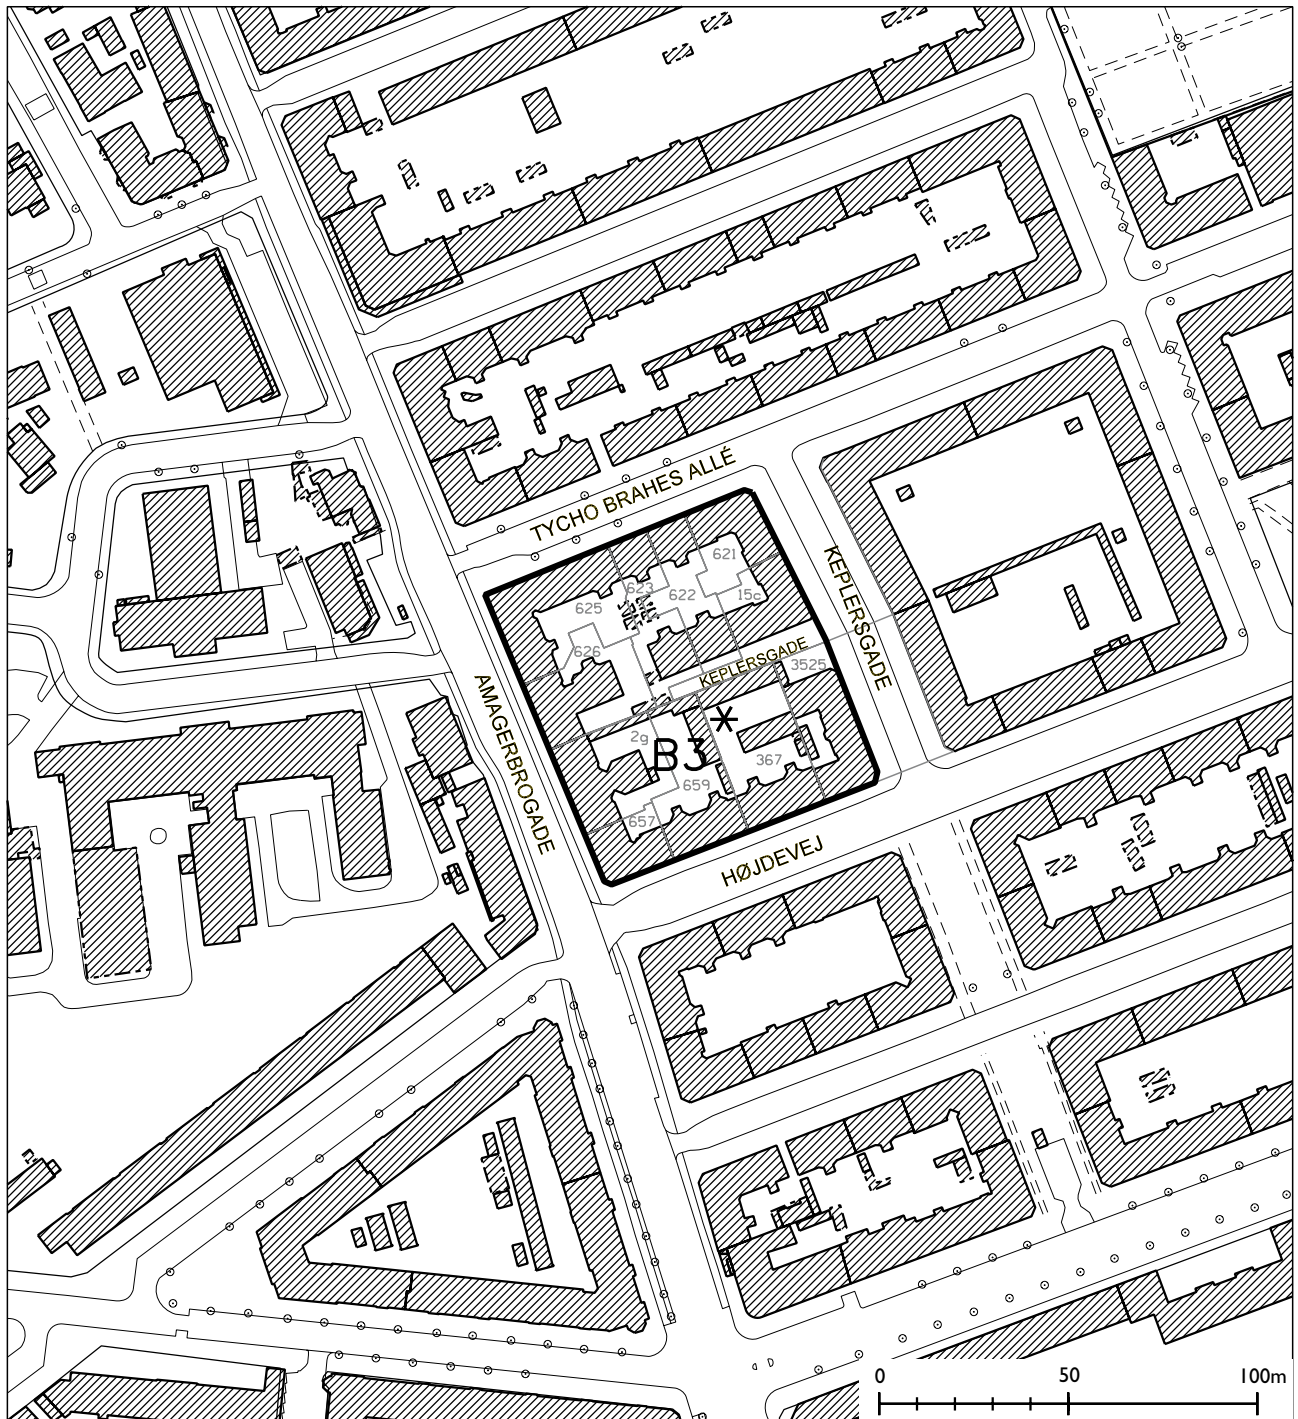 TYCHO BRAHES ALLÉ
KEPLERSGADE
621
15c
622
623
625
626
KEPLERSGADE
3525
AMAGERBROGADE
2g
B3
*
367
659
657
HØJDEVEJ
0 50 100m